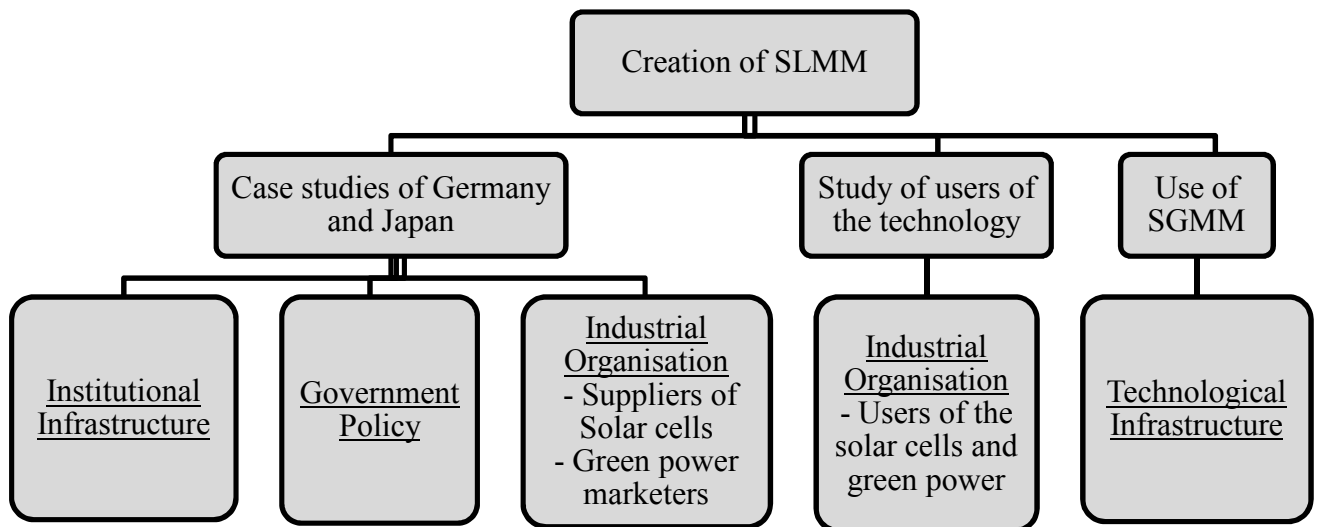 Creation of SLMM
Case studies of Germany
and Japan
Study of users of
the technology
Use of
SGMM
Institutional
Infrastructure
Government
Policy
Industrial
Organisation
- Suppliers of
Solar cells
- Green power
marketers
Industrial
Organisation
- Users of the
solar cells and
green power
Technological
Infrastructure